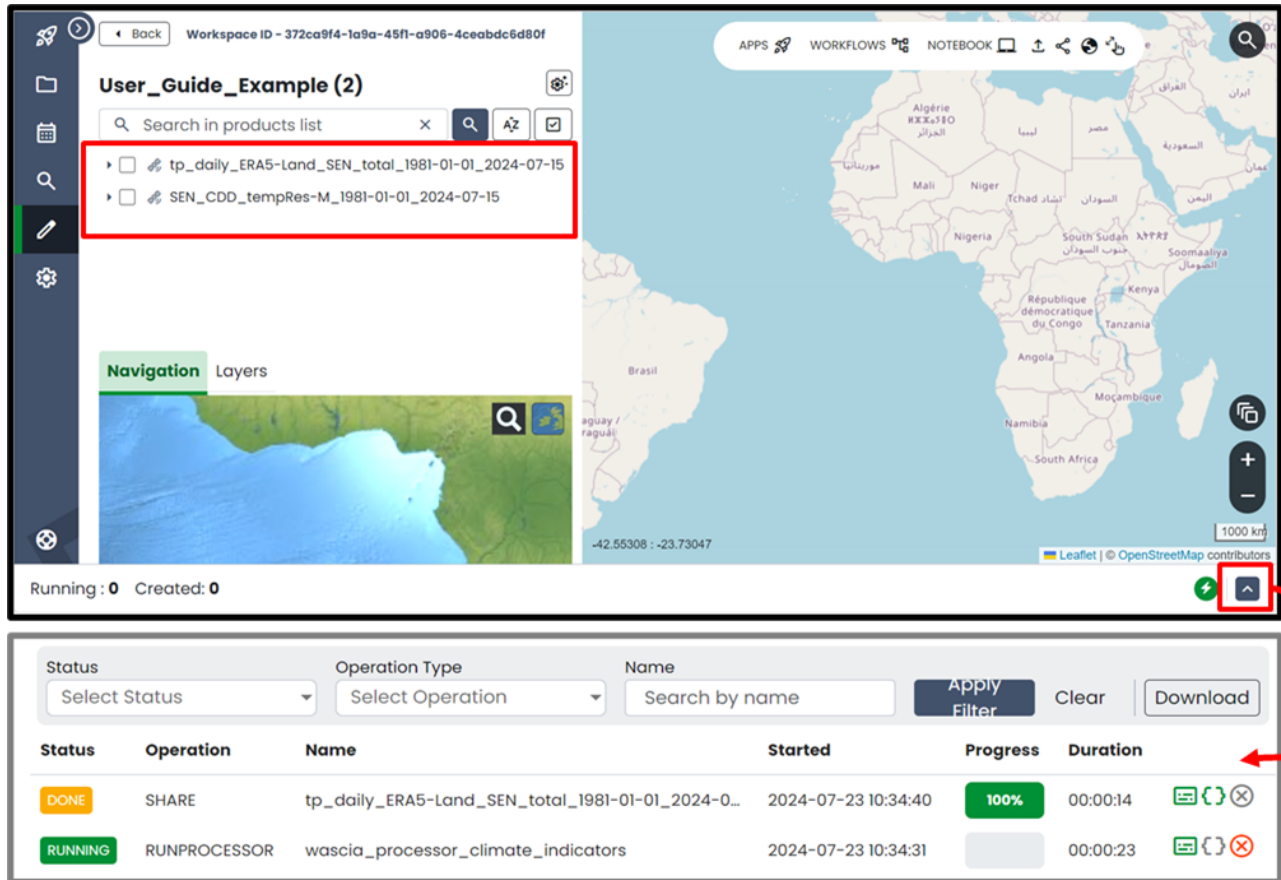 Back Workspace ID - 372ca9f4-1a9a-45f1-a906-4ceabdc6d80f
APPS WORKFLOWS NOTEBOOK
User_Guide_Example (2)
Search in products list
tp_daily_ERA5-Land_SEN_total_1981-01-01_2024-07-15
SEN_CDD_tempRes-M_1981-01-01_2024-07-15
Navigation Layers
Algérie
الجزائر
ليبيا
مصر
العراق
ايران
السعودية
عمان
موريتانيا
Mali
Niger
Tchad تشاد
السودان
اليمن
Nigeria
South Sudan
جنوب السودان
Soomaaliya
الصومال
Kenya
République
démocratique
du Congo
Tanzania
Angola
Brasil
Moçambique
Namibia
South Africa
aguay /
raguái
+
−
-42.55308 : -23.73047
1000 km
Leaflet | © OpenStreetMap contributors
Running : 0 Created: 0
Status Operation Type Name
Select Status Select Operation Search by name Apply Filter Clear Download
Status Operation Name Started Progress Duration
DONE SHARE tp_daily_ERA5-Land_SEN_total_1981-01-01_2024-0... 2024-07-23 10:34:40 100% 00:00:14
RUNNING RUNPROCESSOR wascia_processor_climate_indicators 2024-07-23 10:34:31 00:00:23